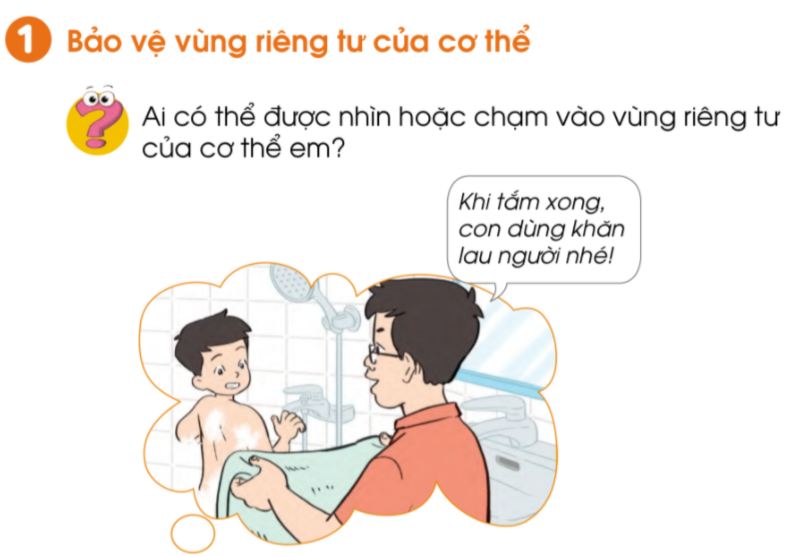 1 Bảo vệ vùng riêng tư của cơ thể
Ai có thể được nhìn hoặc chạm vào vùng riêng tư
của cơ thể em?
Khi tắm xong,
con dùng khăn
lau người nhé!